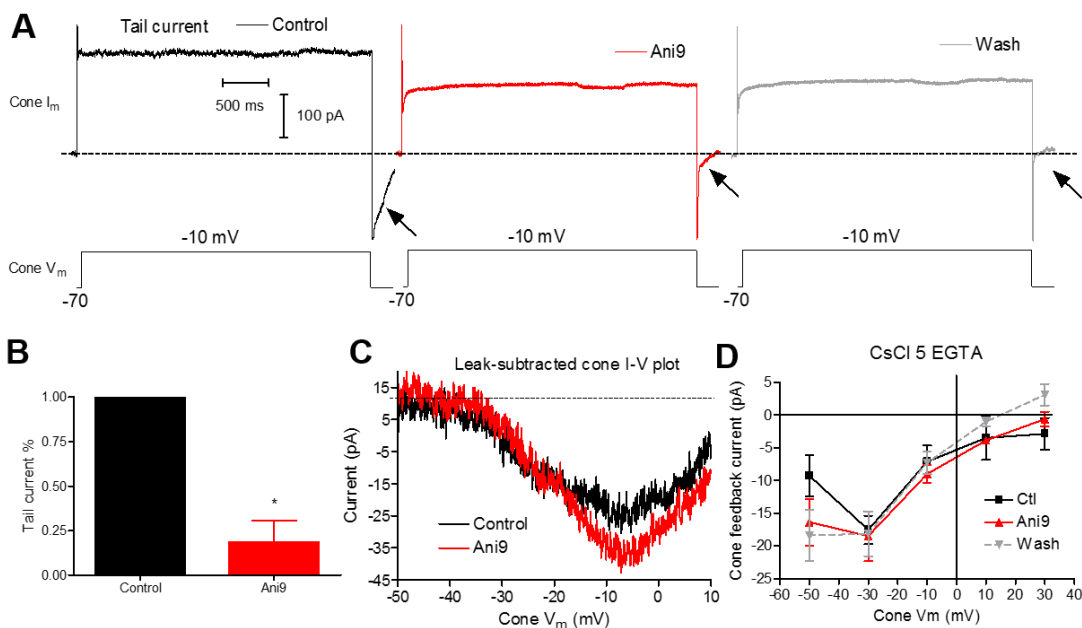 A
Tail current
Control
Ani9
Wash
Cone Im
500 ms
100 pA
-10 mV
-10 mV
-10 mV
Cone Vm
-70
-70
-70
B
Tail current %
1.00
0.75
0.50
0.25
0.00
*
Control
Ani9
C
Leak-subtracted cone I-V plot
Current (pA)
15
5
-5
-15
-25
-35
-45
Control
Ani9
-50 -40 -30 -20 -10 0 10
Cone Vm (mV)
D
CsCl 5 EGTA
Cone feedback current (pA)
5
0
-5
-10
-15
-20
-25
Ctl
Ani9
Wash
-60 -50 -40 -30 -20 -10 0 10 20 30 40
Cone Vm (mV)